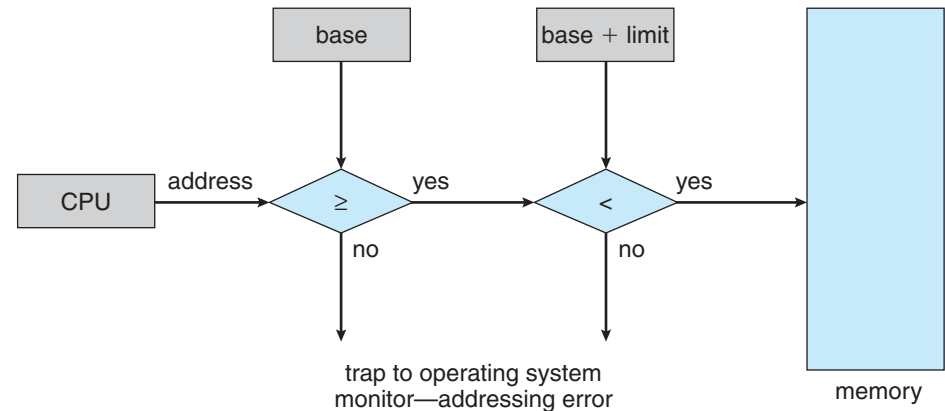 base
base + limit
CPU
address
≥
yes
<
yes
no
no
trap to operating system
monitor—addressing error
memory